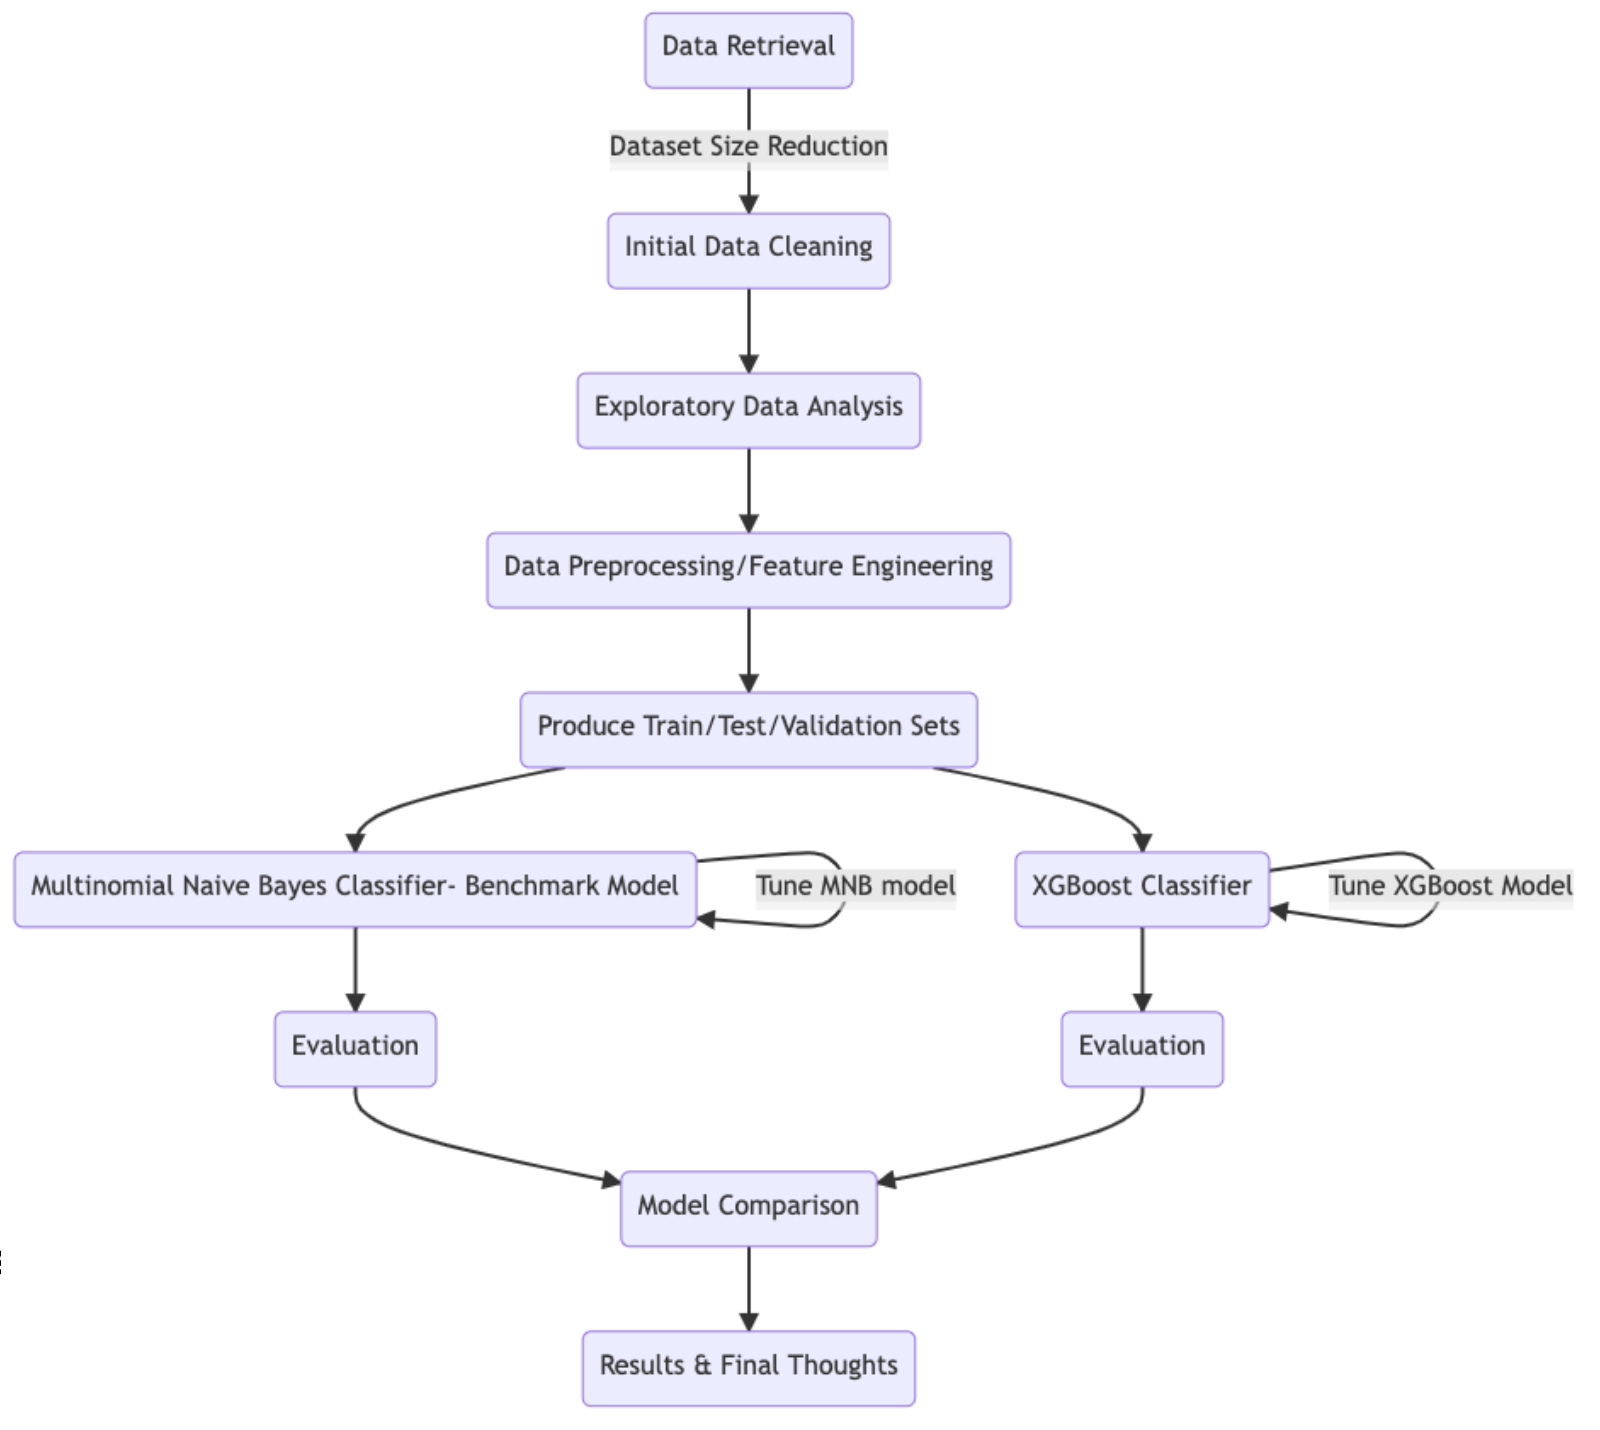 Data Retrieval
Dataset Size Reduction
Initial Data Cleaning
Exploratory Data Analysis
Data Preprocessing/Feature Engineering
Produce Train/Test/Validation Sets
Multinomial Naive Bayes Classifier- Benchmark Model
Tune MNB model
XGBoost Classifier
Tune XGBoost Model
Evaluation
Evaluation
Model Comparison
Results & Final Thoughts